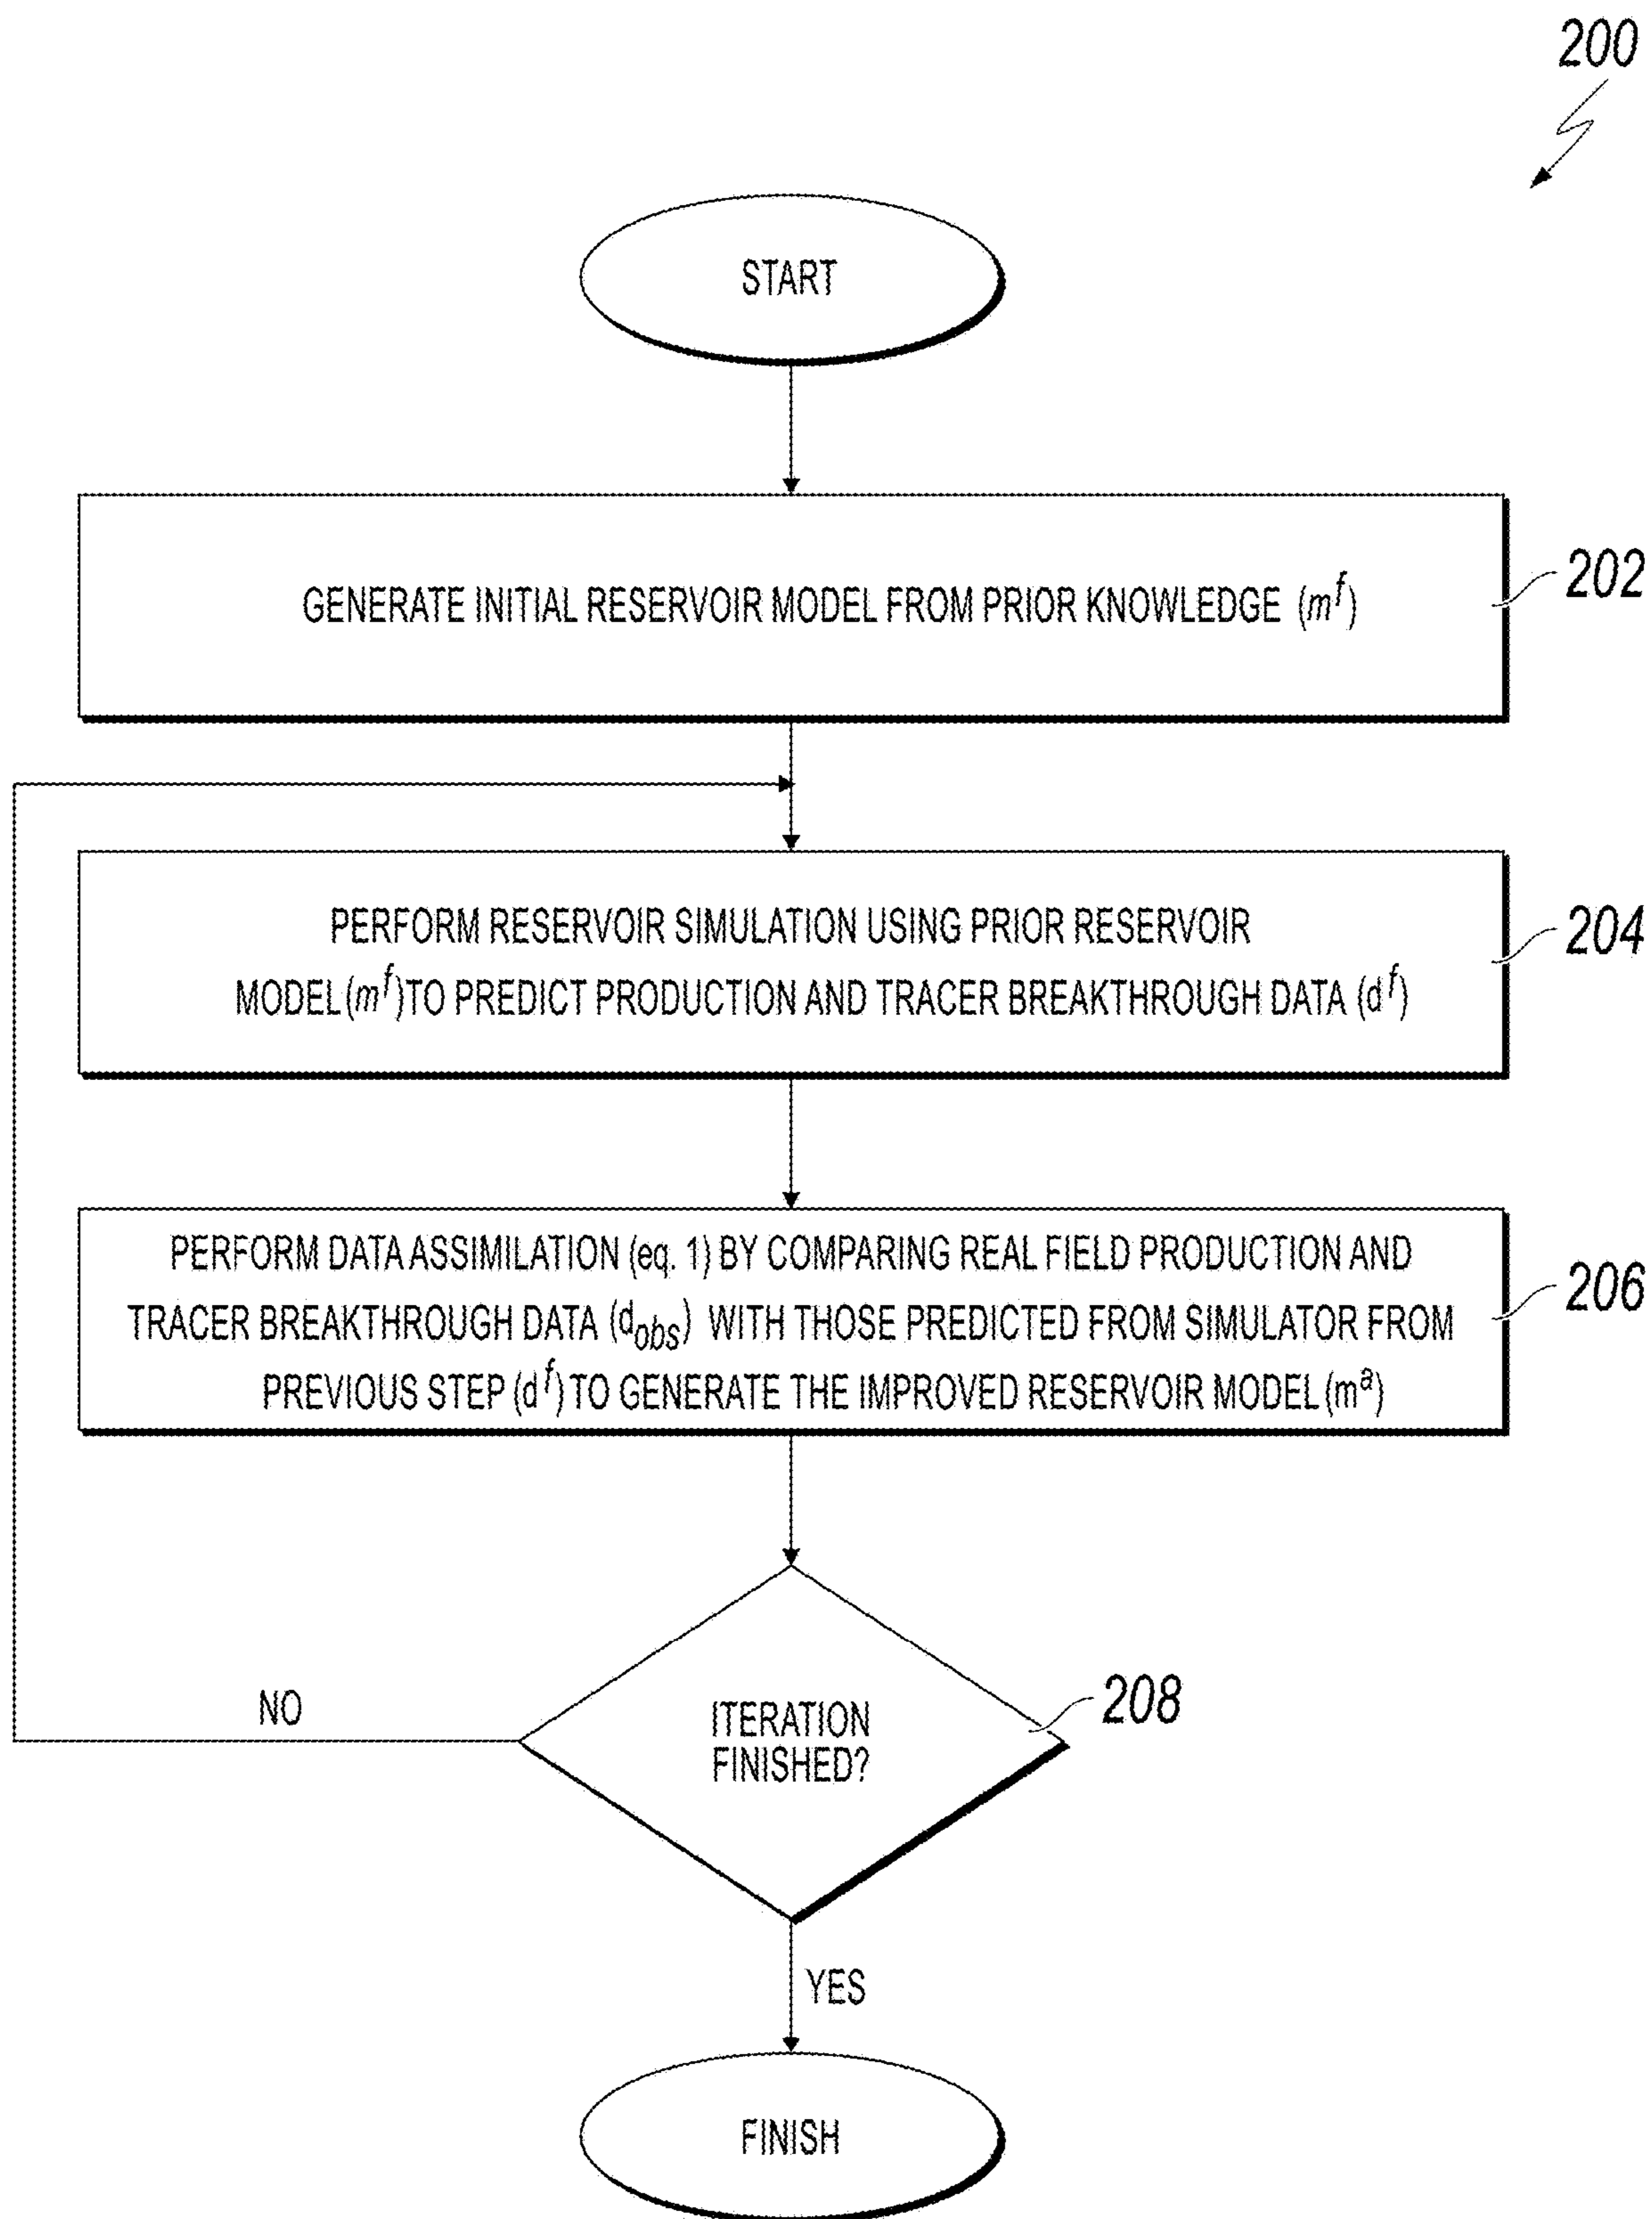 200
START
GENERATE INITIAL RESERVOIR MODEL FROM PRIOR KNOWLEDGE (m^f)
202
PERFORM RESERVOIR SIMULATION USING PRIOR RESERVOIR
MODEL (m^f) TO PREDICT PRODUCTION AND TRACER BREAKTHROUGH DATA (d^f)
204
PERFORM DATA ASSIMILATION (eq. 1) BY COMPARING REAL FIELD PRODUCTION AND
TRACER BREAKTHROUGH DATA (d_obs) WITH THOSE PREDICTED FROM SIMULATOR FROM
PREVIOUS STEP (d^f) TO GENERATE THE IMPROVED RESERVOIR MODEL (m^a)
206
ITERATION
FINISHED?
208
NO
YES
FINISH